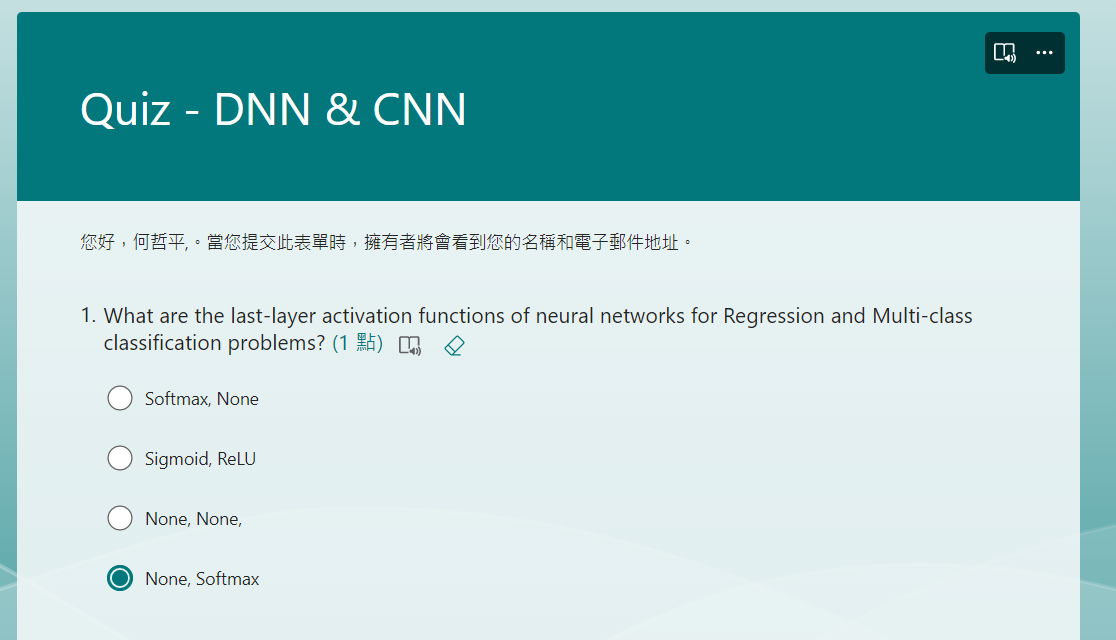 Quiz - DNN & CNN
您好，何哲平,。當您提交此表單時，擁有者將會看到您的名稱和電子郵件地址。
1. What are the last-layer activation functions of neural networks for Regression and Multi-class
classification problems? (1 點)
Softmax, None
Sigmoid, ReLU
None, None,
None, Softmax